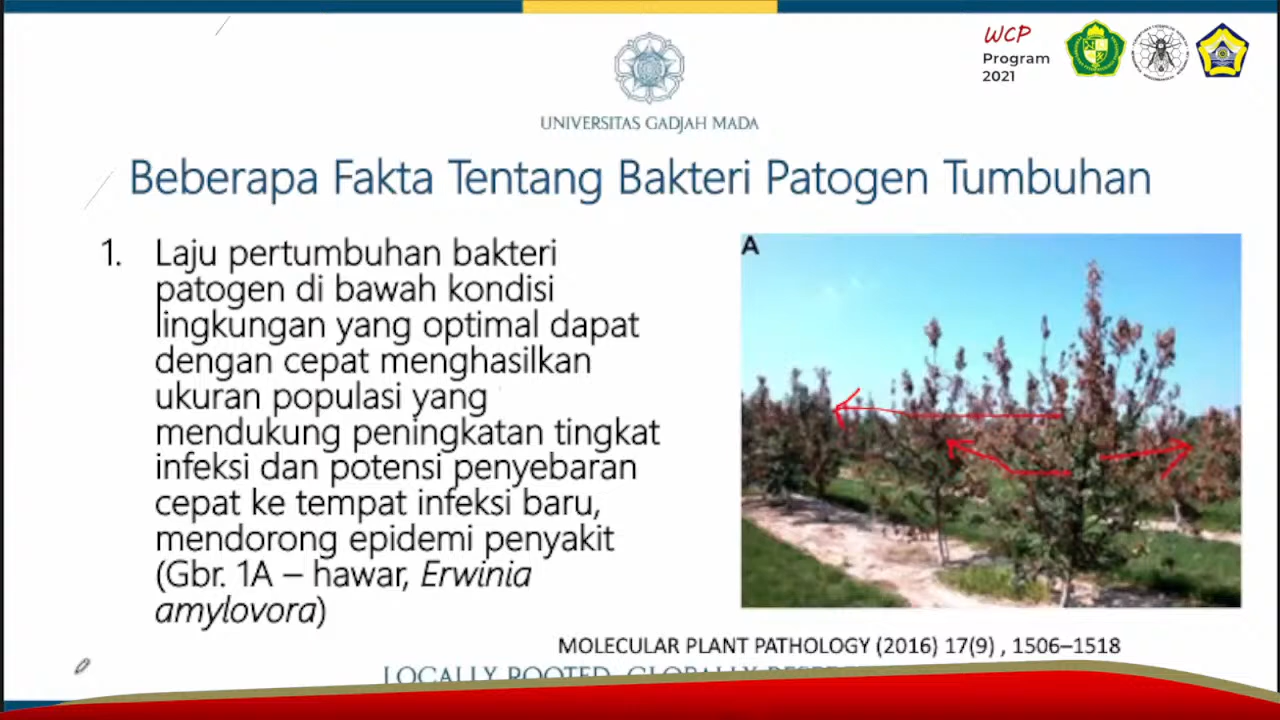 WCP
Program
2021
UNIVERSITAS GADJAH MADA
Beberapa Fakta Tentang Bakteri Patogen Tumbuhan
1. Laju pertumbuhan bakteri
patogen di bawah kondisi
lingkungan yang optimal dapat
dengan cepat menghasilkan
ukuran populasi yang
mendukung peningkatan tingkat
infeksi dan potensi penyebaran
cepat ke tempat infeksi baru,
mendorong epidemi penyakit
(Gbr. 1A – hawar, Erwinia
amylovora)
A
MOLECULAR PLANT PATHOLOGY (2016) 17(9) , 1506–1518
LOCALLY ROOTED, GLOBALLY